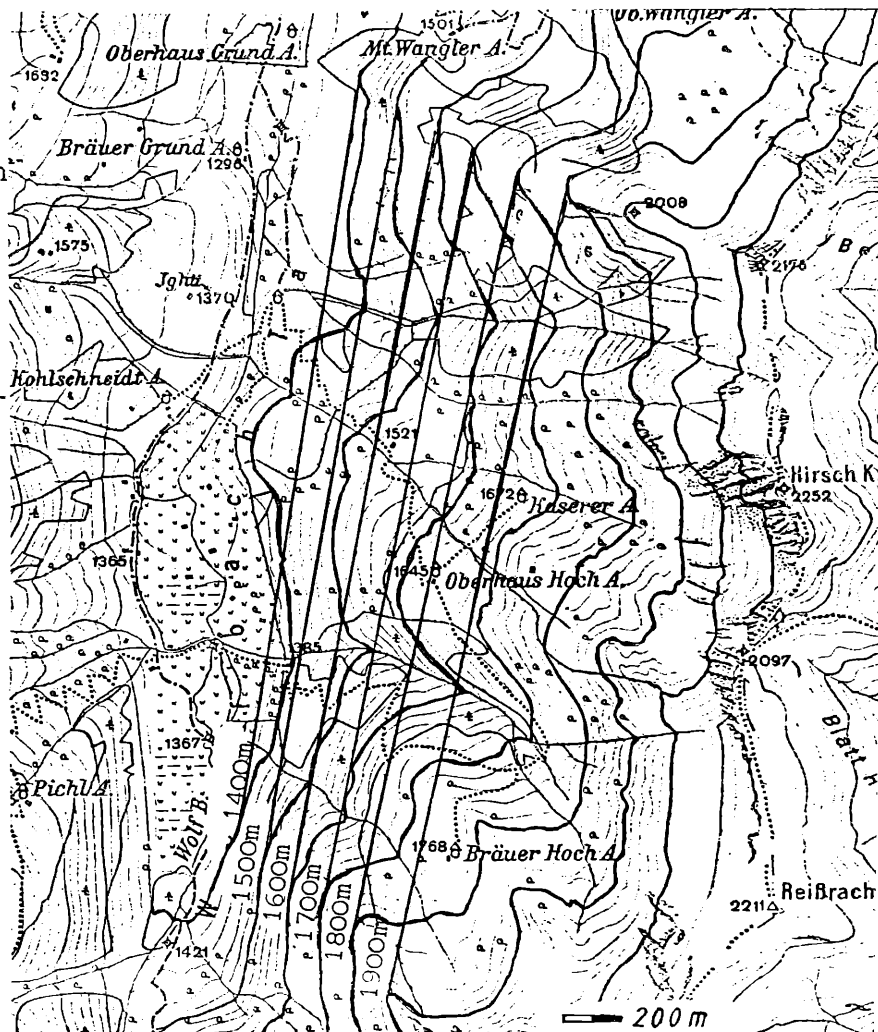 Ob. Wangler A.
1501
Mt. Wangler A.
Oberhaus Grund A.
1632
Bräuer Grund A.
1296
n
2008
1575
Jghtt.
1370
2176
Kohlschneidt A.
1521
Hirsch K
2252
1672
Kaserer A.
1365
1645
Oberhaus Hoch A.
1385
2097
Blatt
1367
Pichl A.
Wolf B.
1400m
1500m
1600m
1700m
1800m
1900m
1768
Bräuer Hoch A.
Reißrach
2211
1421
200 m